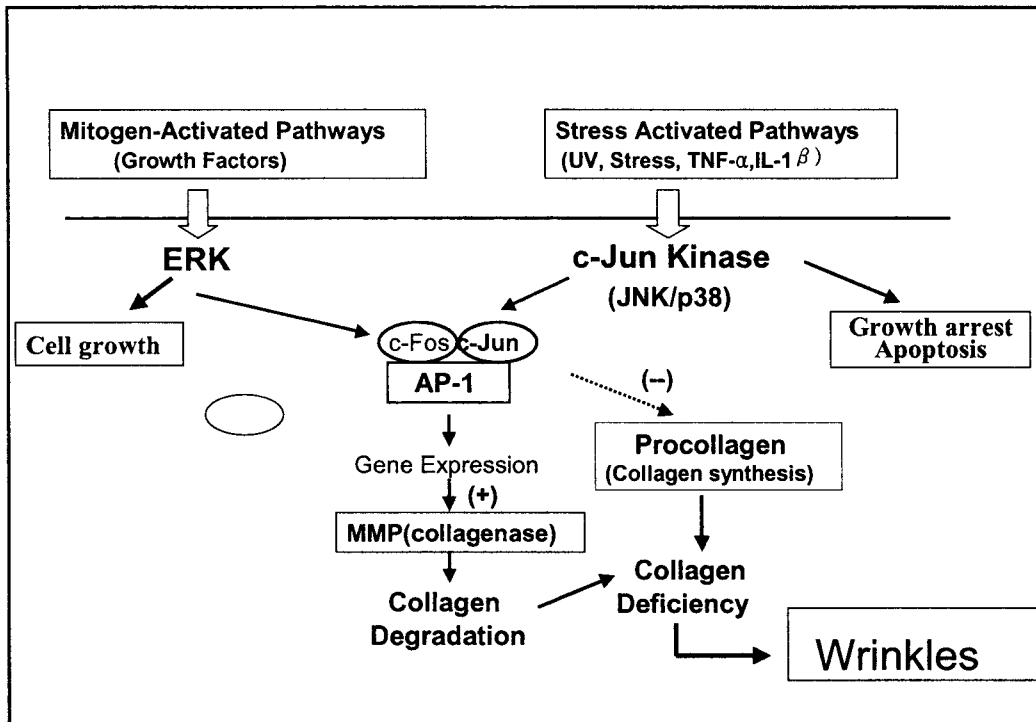 Mitogen-Activated Pathways
(Growth Factors)
Stress Activated Pathways
(UV, Stress, TNF-α,IL-1β)
ERK
c-Jun Kinase
(JNK/p38)
Cell growth
Growth arrest
Apoptosis
c-Fos
c-Jun
AP-1
(--)
Gene Expression
(+)
Procollagen
(Collagen synthesis)
MMP(collagenase)
Collagen
Degradation
Collagen
Deficiency
Wrinkles